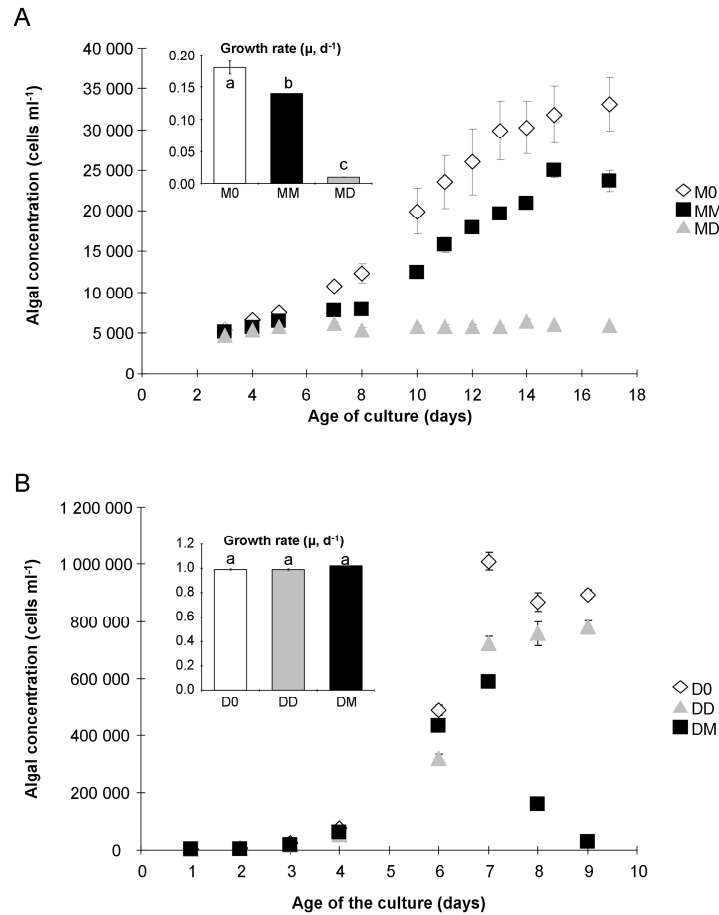 A
Growth rate (µ, d⁻¹)
0.20
0.15
0.10
0.05
0.00
a
b
c
M0 MM MD
40 000
35 000
30 000
25 000
20 000
15 000
10 000
5 000
0
Algal concentration (cells ml⁻¹)
0 2 4 6 8 10 12 14 16 18
Age of culture (days)
M0
MM
MD
B
Growth rate (µ, d⁻¹)
1.2
1.0
0.8
0.6
0.4
0.2
0.0
a a a
D0 DD DM
1 200 000
1 000 000
800 000
600 000
400 000
200 000
0
Algal concentration (cells ml⁻¹)
0 1 2 3 4 5 6 7 8 9 10
Age of the culture (days)
D0
DD
DM